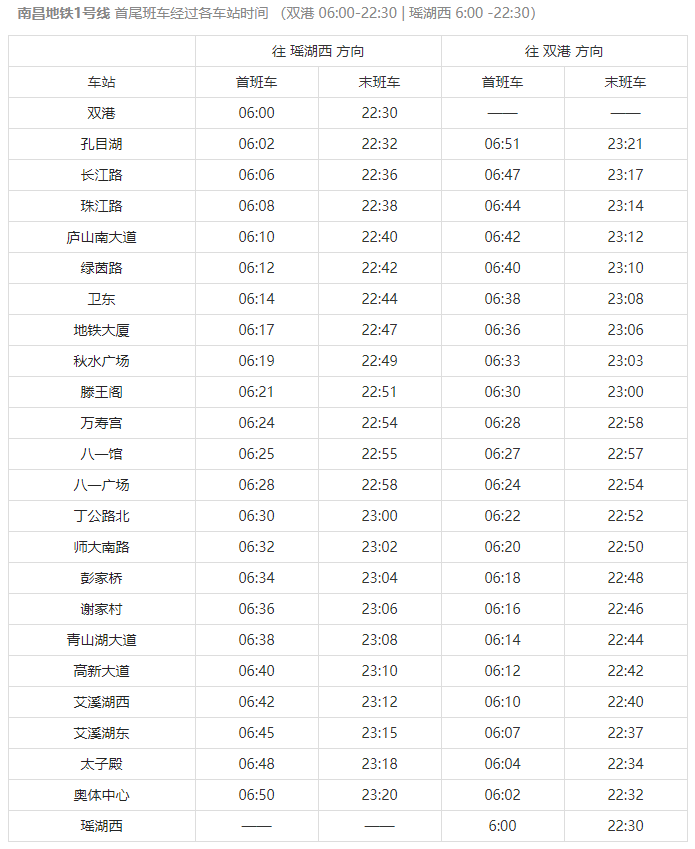 南昌地铁1号线 首尾班车经过各车站时间 （双港 06:00-22:30 | 瑶湖西 6:00 -22:30）
往 瑶湖西 方向 往 双港 方向
车站 首班车 末班车 首班车 末班车
双港 06:00 22:30 —— ——
孔目湖 06:02 22:32 06:51 23:21
长江路 06:06 22:36 06:47 23:17
珠江路 06:08 22:38 06:44 23:14
庐山南大道 06:10 22:40 06:42 23:12
绿茵路 06:12 22:42 06:40 23:10
卫东 06:14 22:44 06:38 23:08
地铁大厦 06:17 22:47 06:36 23:06
秋水广场 06:19 22:49 06:33 23:03
滕王阁 06:21 22:51 06:30 23:00
万寿宫 06:24 22:54 06:28 22:58
八一馆 06:25 22:55 06:27 22:57
八一广场 06:28 22:58 06:24 22:54
丁公路北 06:30 23:00 06:22 22:52
师大南路 06:32 23:02 06:20 22:50
彭家桥 06:34 23:04 06:18 22:48
谢家村 06:36 23:06 06:16 22:46
青山湖大道 06:38 23:08 06:14 22:44
高新大道 06:40 23:10 06:12 22:42
艾溪湖西 06:42 23:12 06:10 22:40
艾溪湖东 06:45 23:15 06:07 22:37
太子殿 06:48 23:18 06:04 22:34
奥体中心 06:50 23:20 06:02 22:32
瑶湖西 —— —— 6:00 22:30